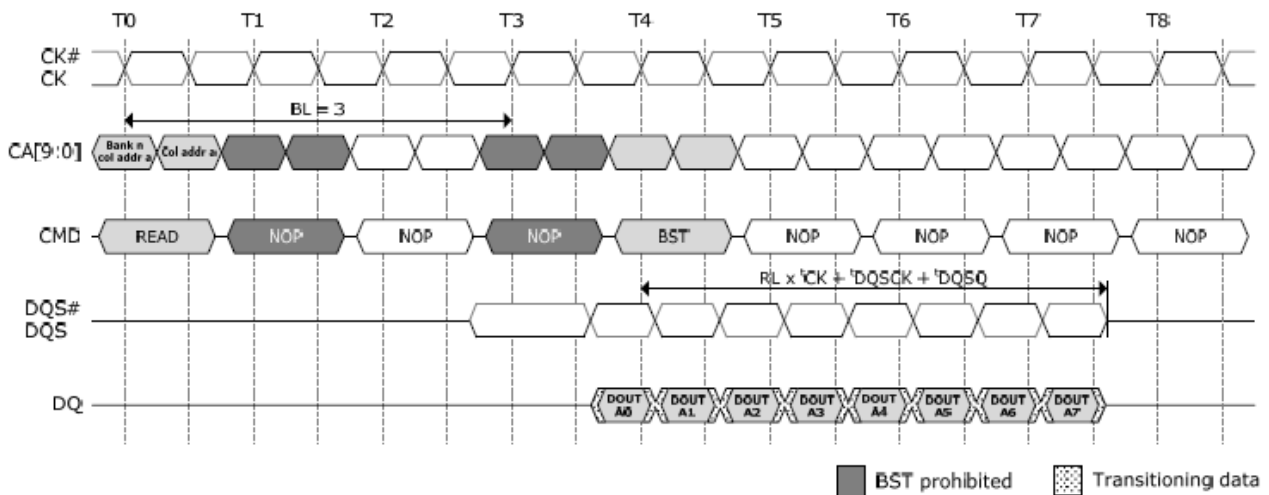 T0 T1 T2 T3 T4 T5 T6 T7 T8
CK#
CK
BL = 3
CA[9:0]
Bank n
col addr a
Col addr a
CMD
READ NOP NOP NOP BST NOP NOP NOP NOP
RL x tCK + tDQSCK + tDQSQ
DQS#
DQS
DQ
DOUT A0 DOUT A1 DOUT A2 DOUT A3 DOUT A4 DOUT A5 DOUT A6 DOUT A7
BST prohibited Transitioning data